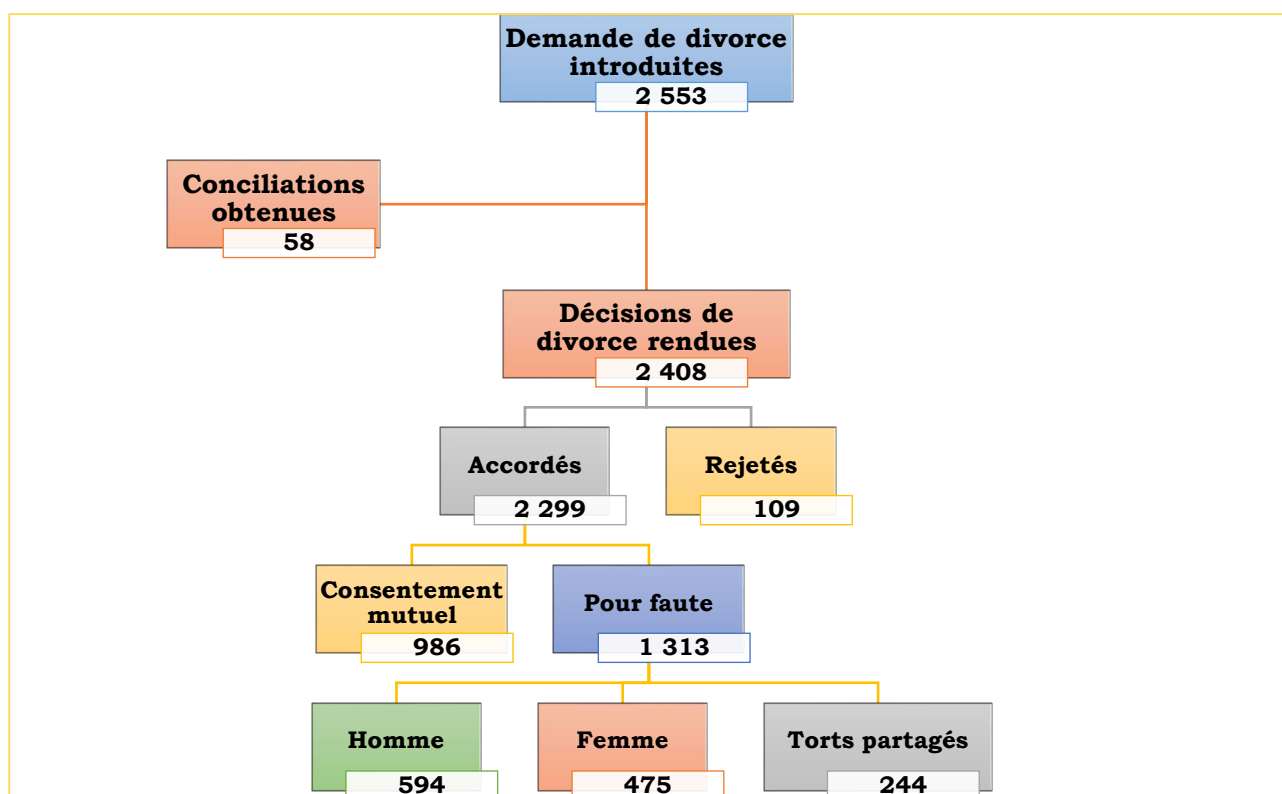 Demande de divorce
introduites
2 553
Conciliations
obtenues
58
Décisions de
divorce rendues
2 408
Accordés
2 299
Rejetés
109
Consentement
mutuel
986
Pour faute
1 313
Homme
594
Femme
475
Torts partagés
244